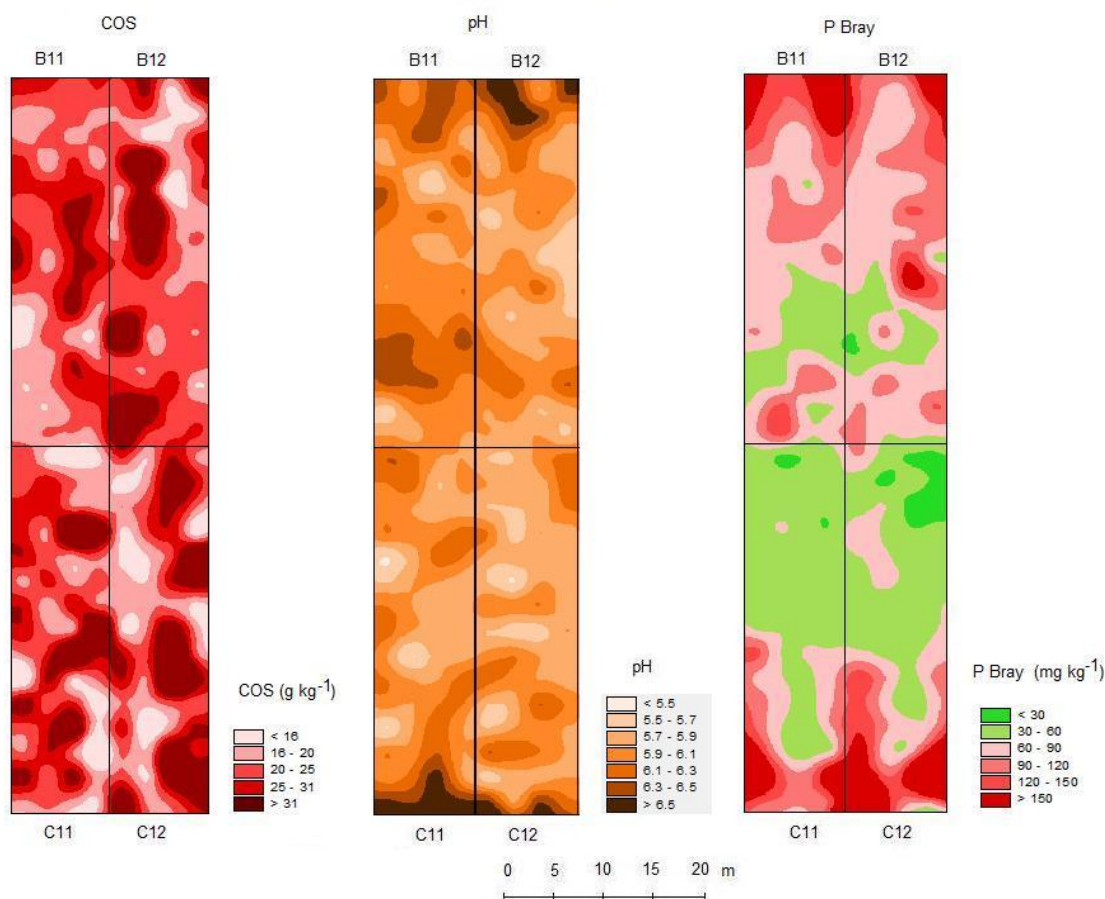 COS
pH
P Bray
B11 B12
B11 B12
B11 B12
COS (g kg-1)
< 16
16 - 20
20 - 25
25 - 31
> 31
pH
< 5.5
5.5 - 5.7
5.7 - 5.9
5.9 - 6.1
6.1 - 6.3
6.3 - 6.5
> 6.5
P Bray (mg kg-1)
< 30
30 - 60
60 - 90
90 - 120
120 - 150
> 150
C11 C12
C11 C12
C11 C12
0 5 10 15 20 m